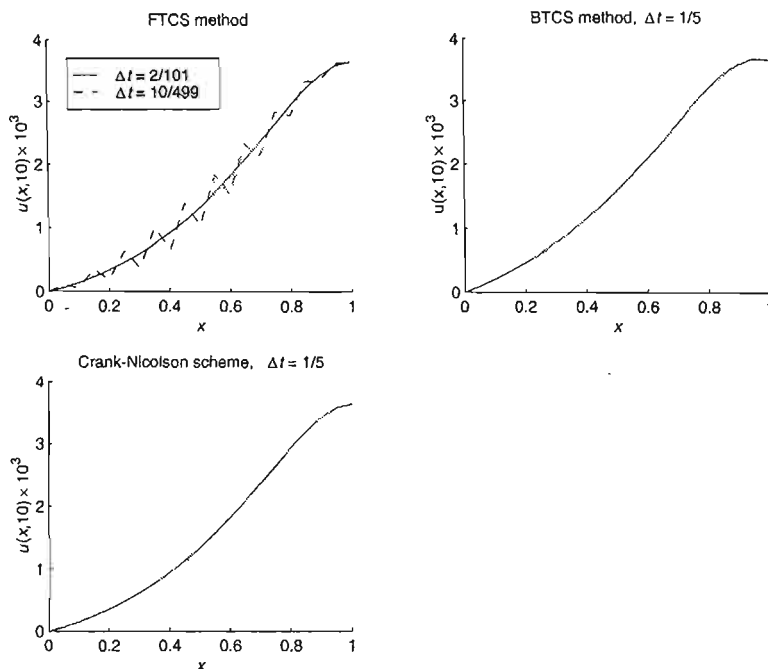 FTCS method
4
3
2
1
0
u(x,10) × 10³
Δt = 2/101
Δt = 10/499
0 0.2 0.4 0.6 0.8 1
x
BTCS method, Δt = 1/5
4
3
2
1
0
u(x,10) × 10³
0 0.2 0.4 0.6 0.8 1
x
Crank-Nicolson scheme, Δt = 1/5
4
3
2
1
0
u(x,10) × 10³
0 0.2 0.4 0.6 0.8 1
x